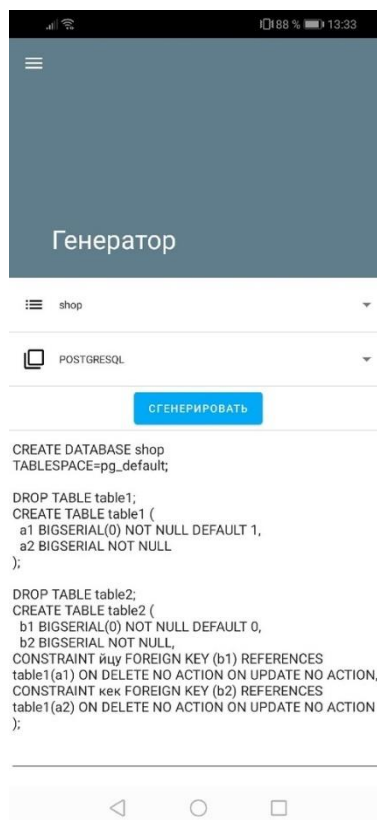 88 % 13:33
Генератор
shop
POSTGRESQL
СГЕНЕРИРОВАТЬ
CREATE DATABASE shop
TABLESPACE=pg_default;
DROP TABLE table1;
CREATE TABLE table1 (
a1 BIGSERIAL(0) NOT NULL DEFAULT 1,
a2 BIGSERIAL NOT NULL
);
DROP TABLE table2;
CREATE TABLE table2 (
b1 BIGSERIAL(0) NOT NULL DEFAULT 0,
b2 BIGSERIAL NOT NULL,
CONSTRAINT йцу FOREIGN KEY (b1) REFERENCES
table1(a1) ON DELETE NO ACTION ON UPDATE NO ACTION,
CONSTRAINT кек FOREIGN KEY (b2) REFERENCES
table1(a2) ON DELETE NO ACTION ON UPDATE NO ACTION
);